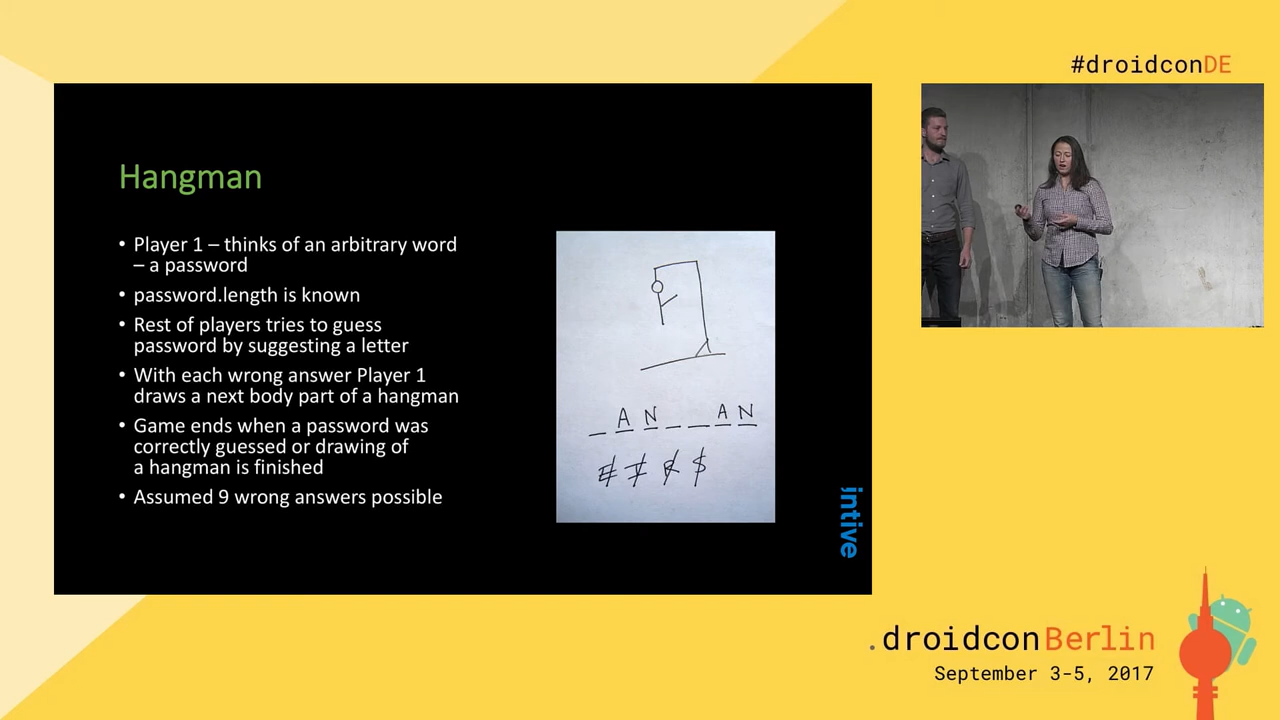 #droidconDE
Hangman
• Player 1 – thinks of an arbitrary word
– a password
• password.length is known
• Rest of players tries to guess
password by suggesting a letter
• With each wrong answer Player 1
draws a next body part of a hangman
• Game ends when a password was
correctly guessed or drawing of
a hangman is finished
• Assumed 9 wrong answers possible
_ A N _ _ A N
intive
.droidconBerlin
September 3-5, 2017